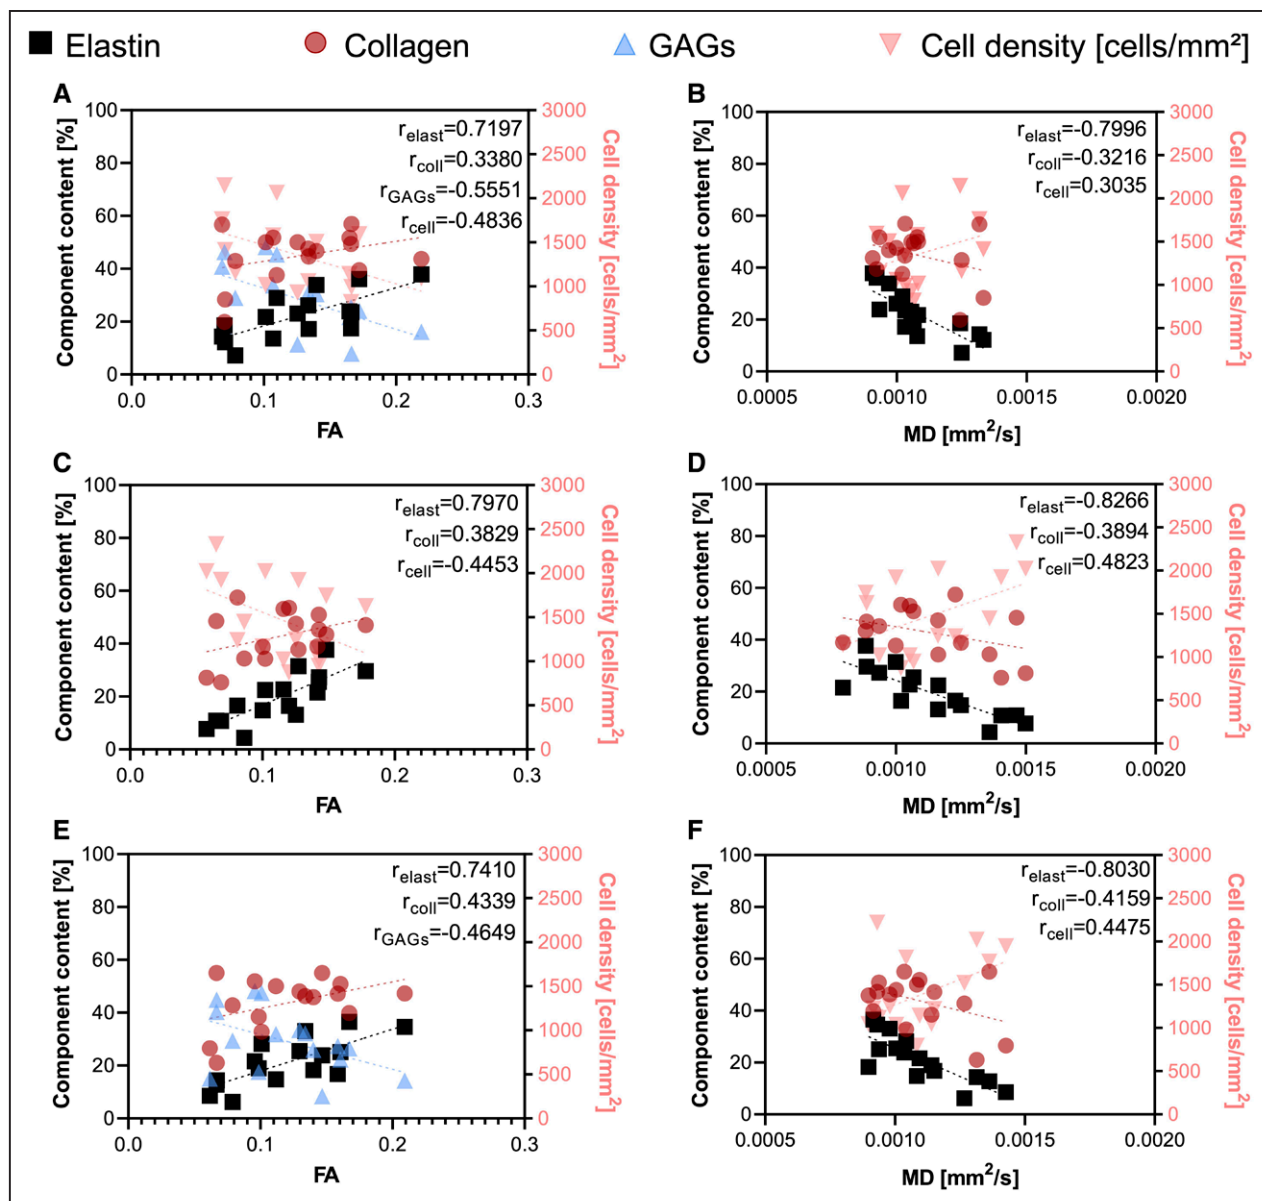 Elastin Collagen GAGs Cell density [cells/mm²]
A
100
80
60
40
20
0
Component content [%]
3000
2500
2000
1500
1000
500
0
Cell density [cells/mm²]
r_elast=0.7197
r_coll=0.3380
r_GAGs=-0.5551
r_cell=-0.4836
0.0 0.1 0.2 0.3
FA
B
100
80
60
40
20
0
Component content [%]
3000
2500
2000
1500
1000
500
0
Cell density [cells/mm²]
r_elast=-0.7996
r_coll=-0.3216
r_cell=0.3035
0.0005 0.0010 0.0015 0.0020
MD [mm²/s]
C
100
80
60
40
20
0
Component content [%]
3000
2500
2000
1500
1000
500
0
Cell density [cells/mm²]
r_elast=0.7970
r_coll=0.3829
r_cell=-0.4453
0.0 0.1 0.2 0.3
FA
D
100
80
60
40
20
0
Component content [%]
3000
2500
2000
1500
1000
500
0
Cell density [cells/mm²]
r_elast=-0.8266
r_coll=-0.3894
r_cell=0.4823
0.0005 0.0010 0.0015 0.0020
MD [mm²/s]
E
100
80
60
40
20
0
Component content [%]
3000
2500
2000
1500
1000
500
0
Cell density [cells/mm²]
r_elast=0.7410
r_coll=0.4339
r_GAGs=-0.4649
0.0 0.1 0.2 0.3
FA
F
100
80
60
40
20
0
Component content [%]
3000
2500
2000
1500
1000
500
0
Cell density [cells/mm²]
r_elast=-0.8030
r_coll=-0.4159
r_cell=0.4475
0.0005 0.0010 0.0015 0.0020
MD [mm²/s]